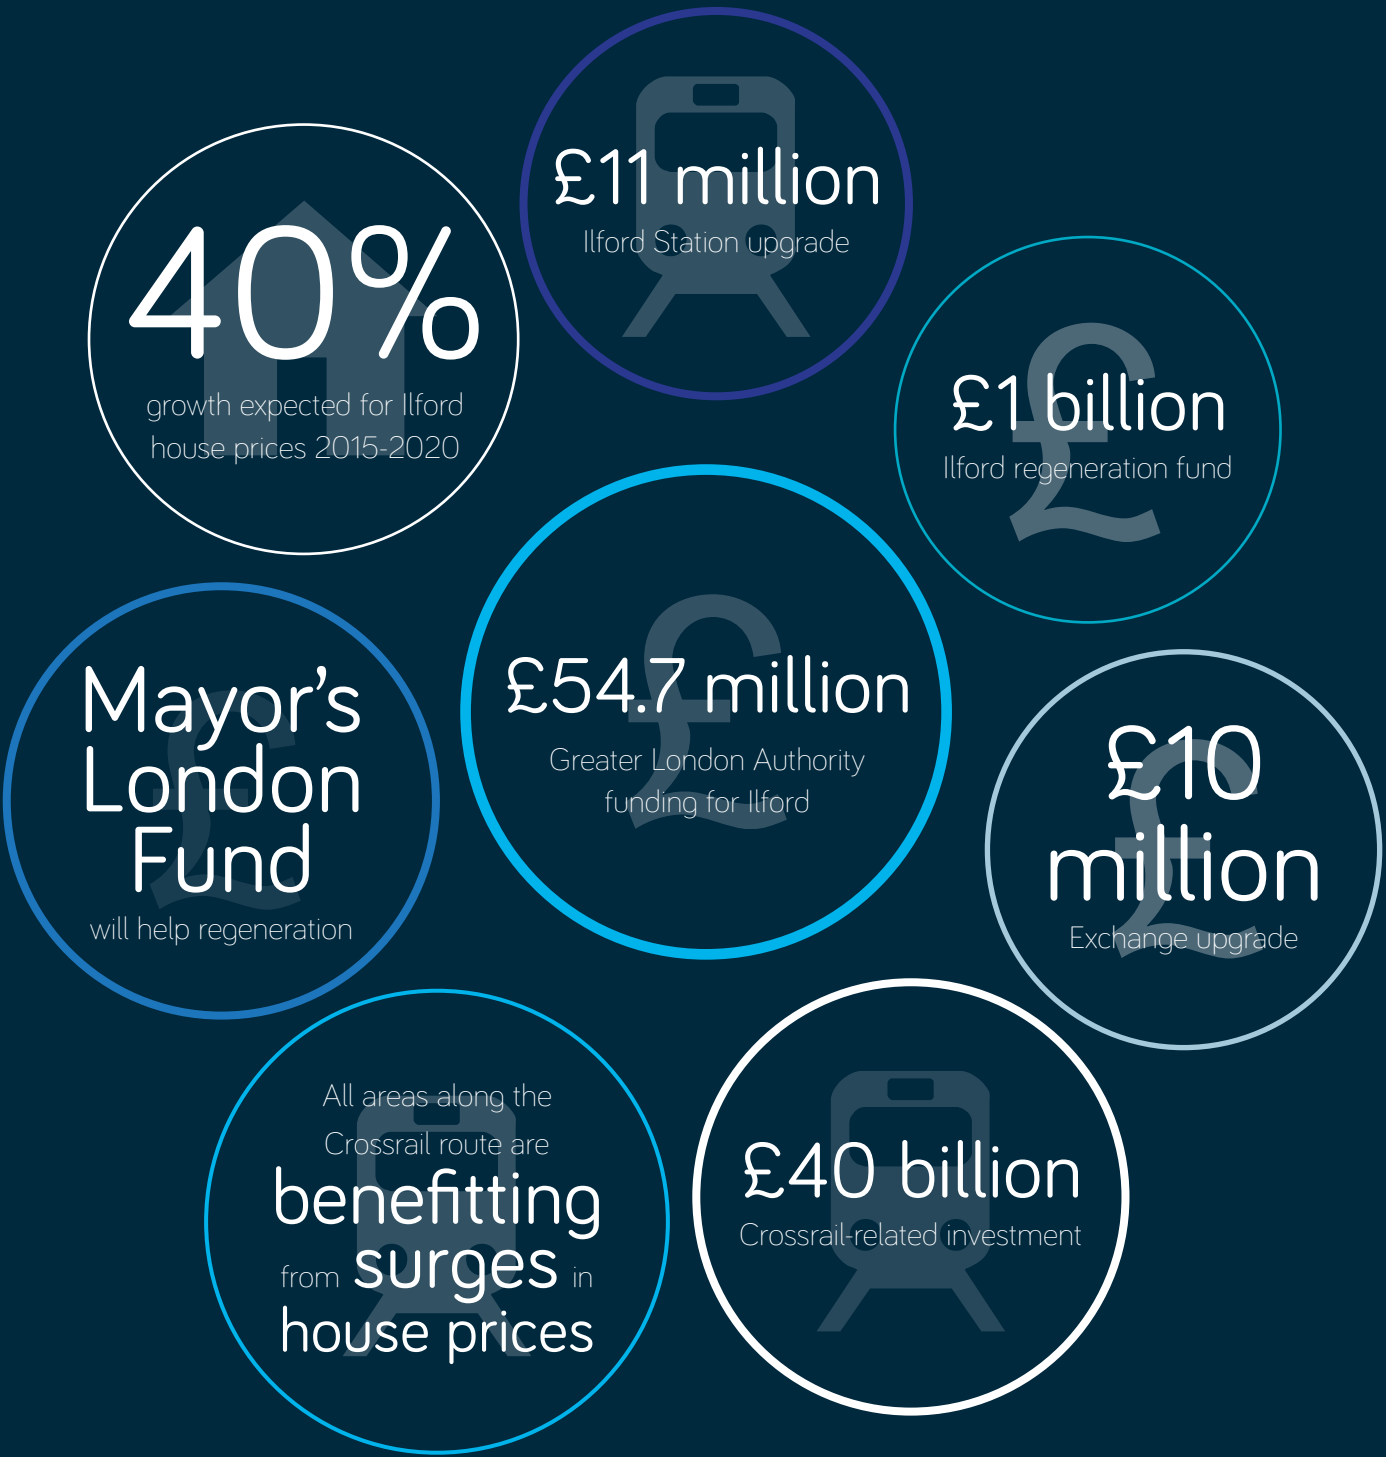 £11 million
Ilford Station upgrade
40%
growth expected for Ilford
house prices 2015-2020
£1 billion
Ilford regeneration fund
£54.7 million
Greater London Authority
funding for Ilford
Mayor’s
London
Fund
will help regeneration
£10
million
Exchange upgrade
All areas along the
Crossrail route are
benefitting
from surges in
house prices
£40 billion
Crossrail-related investment